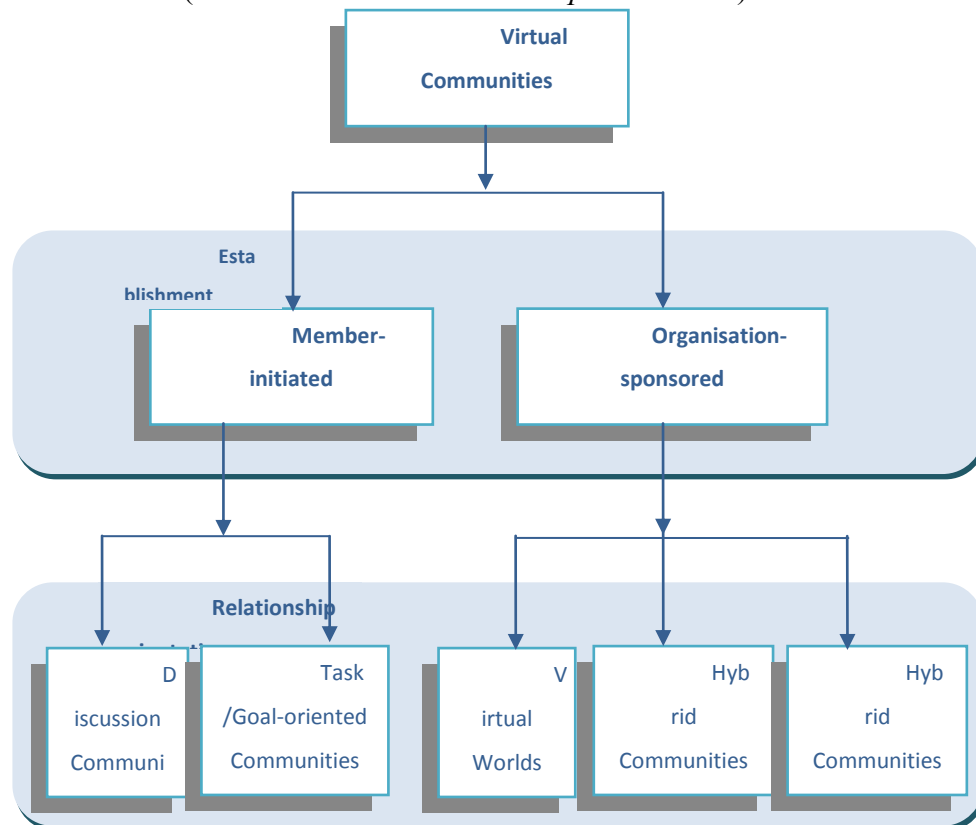 Virtual
Communities
Esta
blishment
Member-
initiated
Organisation-
sponsored
Relationship
D
iscussion
Communi
Task
/Goal-oriented
Communities
V
irtual
Worlds
Hyb
rid
Communities
Hyb
rid
Communities